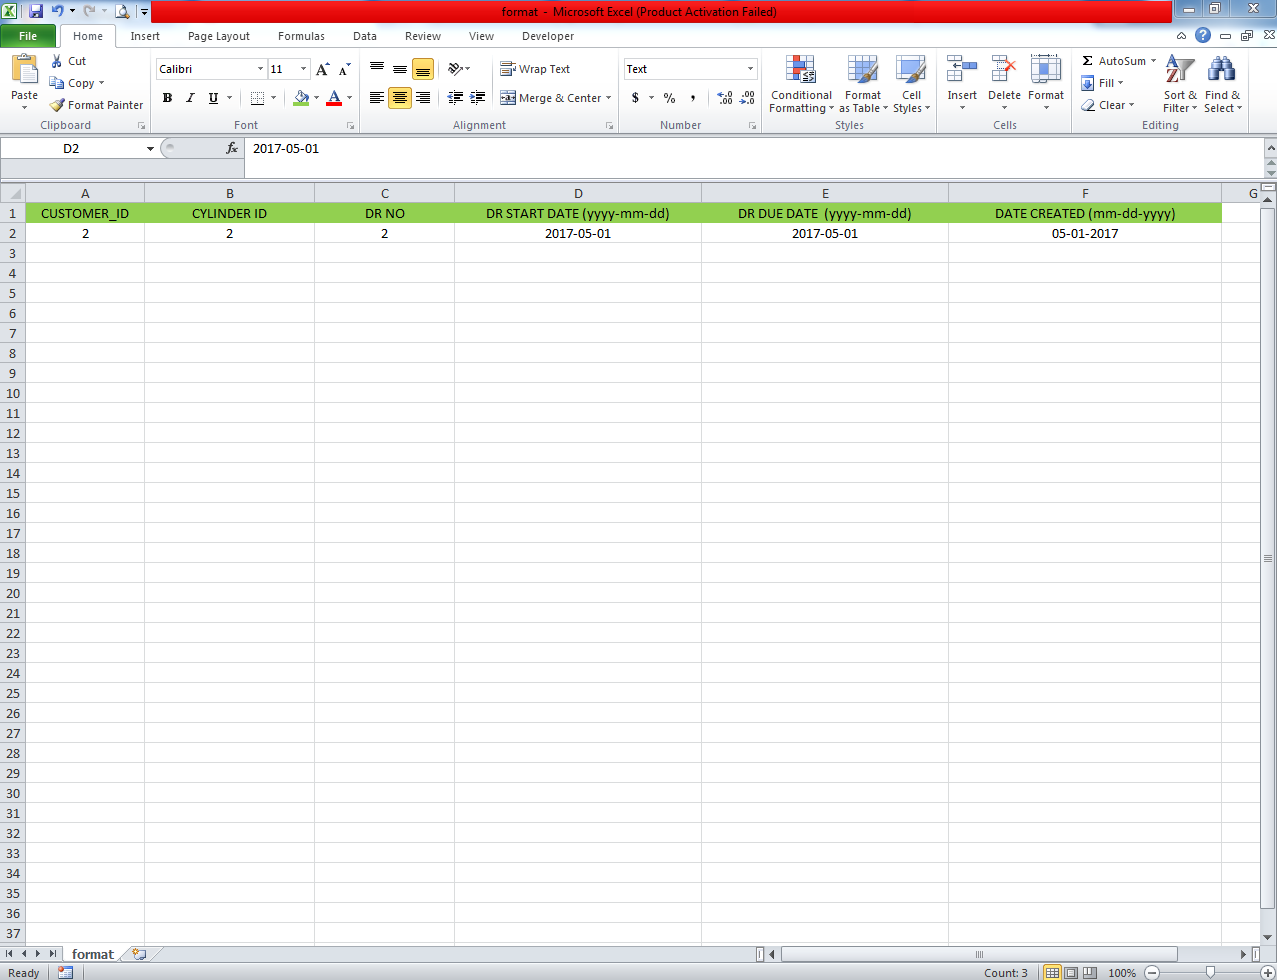 format - Microsoft Excel (Product Activation Failed)
File Home Insert Page Layout Formulas Data Review View Developer
Paste Cut Copy Format Painter Clipboard
Calibri 11 B I U A A A Font
Wrap Text Merge & Center Alignment
Text $ % , .00 .0 Number
Conditional Formatting Format as Table Cell Styles Styles
Insert Delete Format Cells
Σ AutoSum Fill Clear Sort & Filter Find & Select Editing
D2 fx 2017-05-01
A B C D E F G
1 CUSTOMER_ID CYLINDER ID DR NO DR START DATE (yyyy-mm-dd) DR DUE DATE  (yyyy-mm-dd) DATE CREATED (mm-dd-yyyy)
2 2 2 2 2017-05-01 2017-05-01 05-01-2017
3
4
5
6
7
8
9
10
11
12
13
14
15
16
17
18
19
20
21
22
23
24
25
26
27
28
29
30
31
32
33
34
35
36
37
format
Ready Count: 3 100%